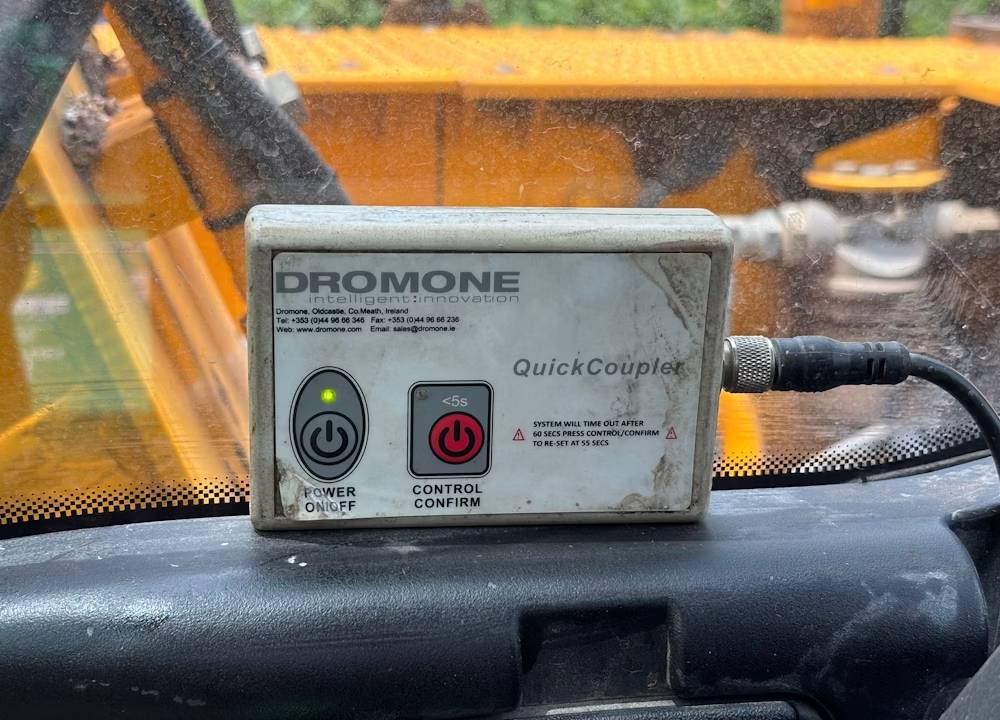 DROMONE
intelligent:innovation
Dromone, Oldcastle, Co.Meath, Ireland
Tel: +353 (0)44 96 66 346 Fax: +353 (0)44 96 66 236
Web: www.dromone.com Email: sales@dromone.ie
QuickCoupler
<5s
SYSTEM WILL TIME OUT AFTER
60 SECS PRESS CONTROL/CONFIRM
TO RE-SET AT 55 SECS
POWER
ON/OFF
CONTROL
CONFIRM